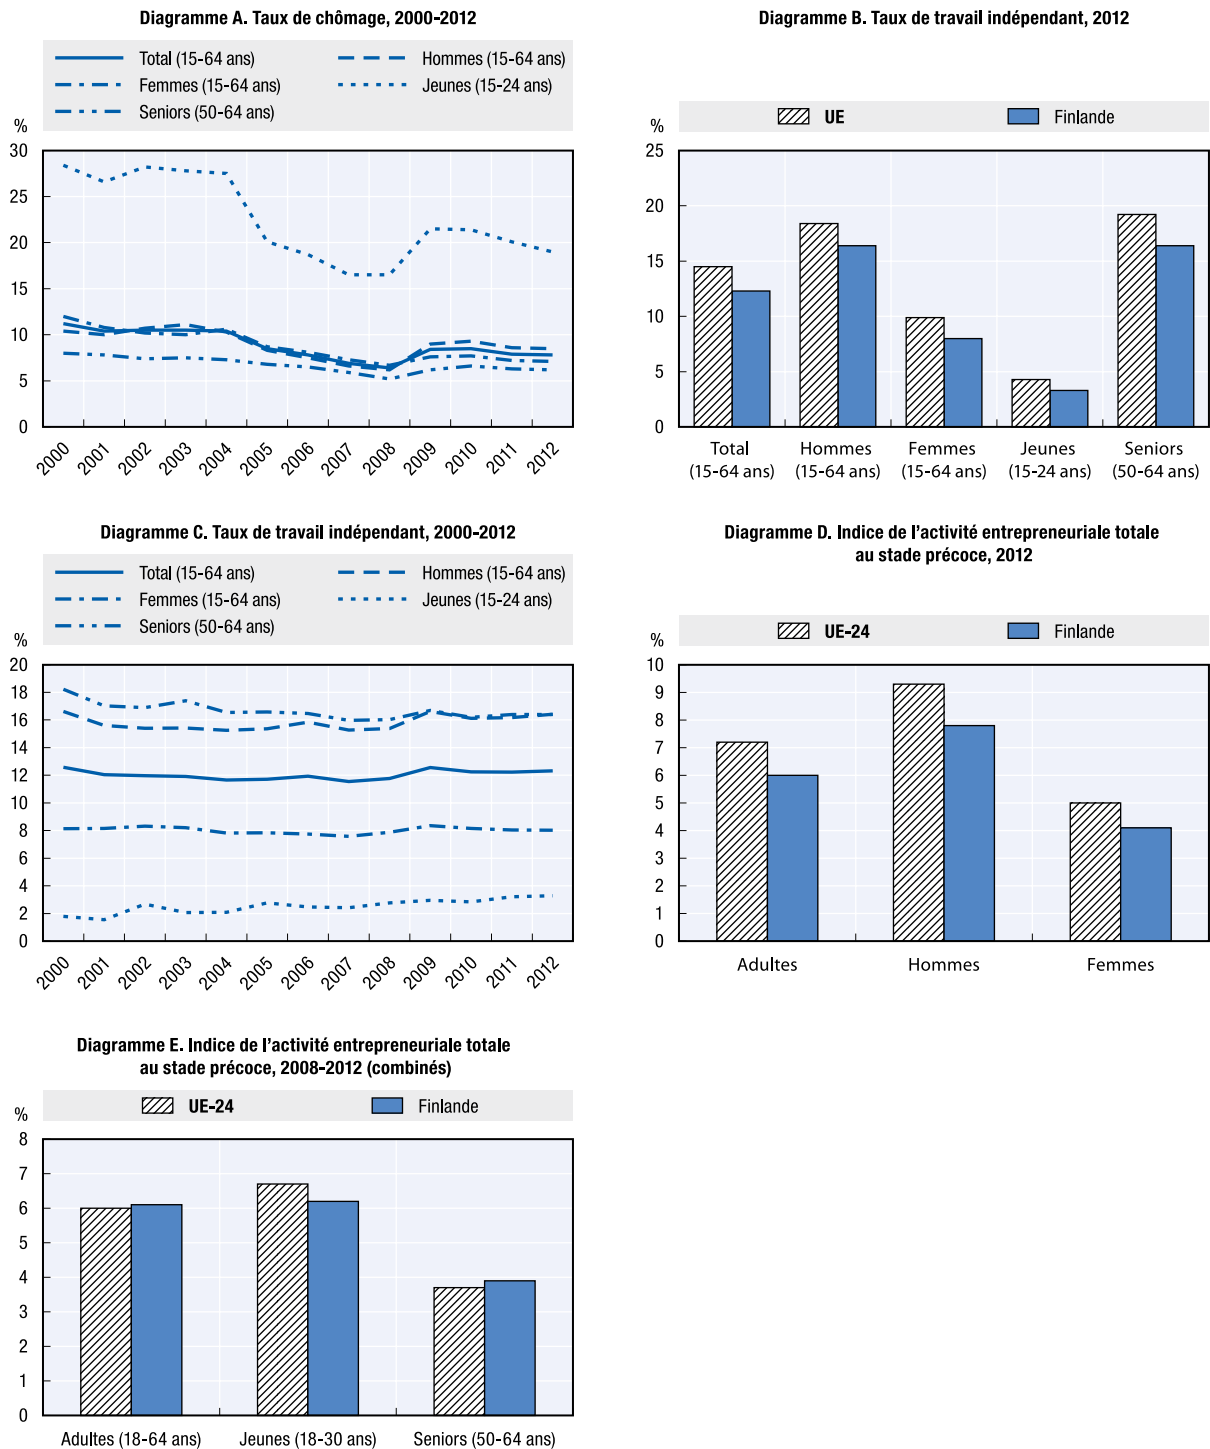 Diagramme A. Taux de chômage, 2000-2012
Total (15-64 ans)
Hommes (15-64 ans)
Femmes (15-64 ans)
Jeunes (15-24 ans)
Seniors (50-64 ans)
%
30
25
20
15
10
5
0
2000
2001
2002
2003
2004
2005
2006
2007
2008
2009
2010
2011
2012
Diagramme B. Taux de travail indépendant, 2012
UE
Finlande
%
25
20
15
10
5
0
Total
(15-64 ans)
Hommes
(15-64 ans)
Femmes
(15-64 ans)
Jeunes
(15-24 ans)
Seniors
(50-64 ans)
Diagramme C. Taux de travail indépendant, 2000-2012
Total (15-64 ans)
Hommes (15-64 ans)
Femmes (15-64 ans)
Jeunes (15-24 ans)
Seniors (50-64 ans)
%
20
18
16
14
12
10
8
6
4
2
0
2000
2001
2002
2003
2004
2005
2006
2007
2008
2009
2010
2011
2012
Diagramme D. Indice de l'activité entrepreneuriale totale
au stade précoce, 2012
UE-24
Finlande
%
10
9
8
7
6
5
4
3
2
1
0
Adultes
Hommes
Femmes
Diagramme E. Indice de l'activité entrepreneuriale totale
au stade précoce, 2008-2012 (combinés)
UE-24
Finlande
%
8
7
6
5
4
3
2
1
0
Adultes (18-64 ans)
Jeunes (18-30 ans)
Seniors (50-64 ans)